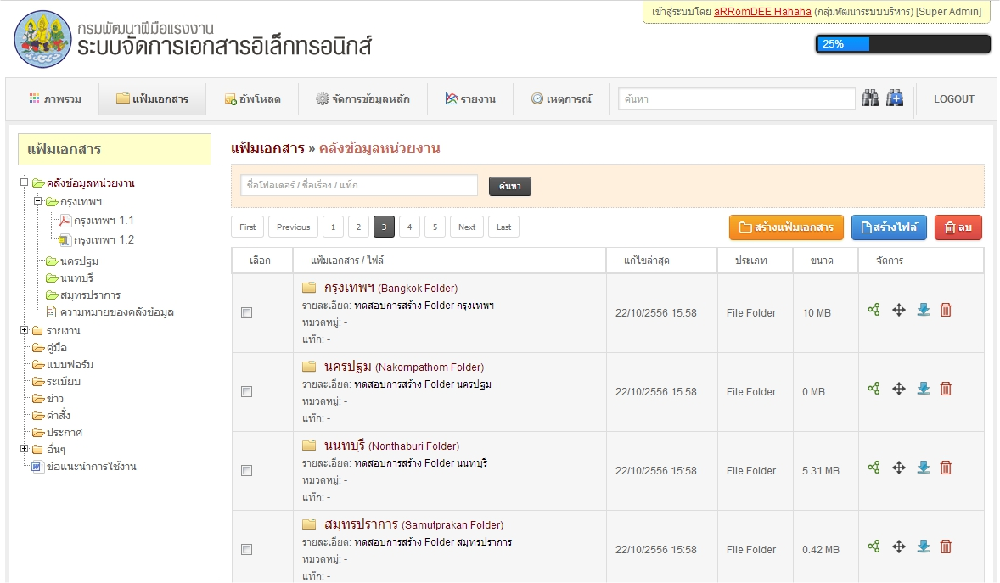 เข้าสู่ระบบโดย aRRomDEE Hahaha (กลุ่มพัฒนาระบบบริหาร) [Super Admin]
กรมพัฒนาฝีมือแรงงาน
ระบบจัดการเอกสารอิเล็กทรอนิกส์
25%
ภาพรวม แฟ้มเอกสาร อัพโหลด จัดการข้อมูลหลัก รายงาน เหตุการณ์ ค้นหา LOGOUT
แฟ้มเอกสาร
คลังข้อมูลหน่วยงาน
กรุงเทพฯ
กรุงเทพฯ 1.1
กรุงเทพฯ 1.2
นครปฐม
นนทบุรี
สมุทรปราการ
ความหมายของคลังข้อมูล
รายงาน
คู่มือ
แบบฟอร์ม
ระเบียบ
ข่าว
คำสั่ง
ประกาศ
อื่นๆ
ข้อแนะนำการใช้งาน
แฟ้มเอกสาร » คลังข้อมูลหน่วยงาน
ชื่อโฟลเดอร์ / ชื่อเรื่อง / แท็ก ค้นหา
First Previous 1 2 3 4 5 Next Last สร้างแฟ้มเอกสาร สร้างไฟล์ ลบ
เลือก แฟ้มเอกสาร / ไฟล์ แก้ไขล่าสุด ประเภท ขนาด จัดการ
กรุงเทพฯ (Bangkok Folder)
รายละเอียด: ทดสอบการสร้าง Folder กรุงเทพฯ
22/10/2556 15:58 File Folder 10 MB
หมวดหมู่: -
แท็ก: -
นครปฐม (Nakornpathom Folder)
รายละเอียด: ทดสอบการสร้าง Folder นครปฐม
22/10/2556 15:58 File Folder 0 MB
หมวดหมู่: -
แท็ก: -
นนทบุรี (Nonthaburi Folder)
รายละเอียด: ทดสอบการสร้าง Folder นนทบุรี
22/10/2556 15:58 File Folder 5.31 MB
หมวดหมู่: -
แท็ก: -
สมุทรปราการ (Samutprakan Folder)
รายละเอียด: ทดสอบการสร้าง Folder สมุทรปราการ
22/10/2556 15:58 File Folder 0.42 MB
หมวดหมู่: -
แท็ก: -